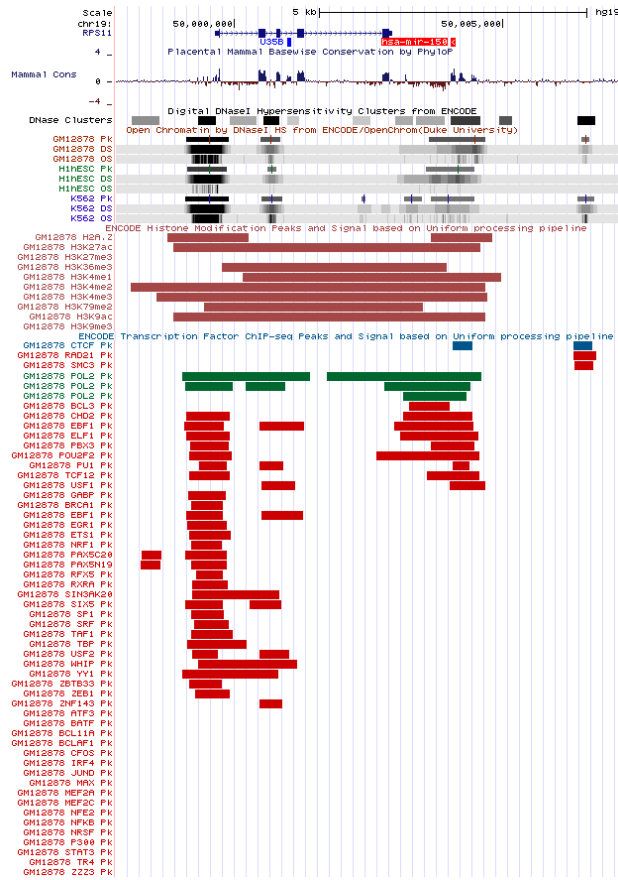 Scale 5 kb hg19
chr19: 50,000,000 50,005,000
RPS11
U35B hsa-mir-150
4 Placental Mammal Basewise Conservation by PhyloP
Mammal Cons 0
-4
Digital DNaseI Hypersensitivity Clusters from ENCODE
DNase Clusters
Open Chromatin by DNaseI HS from ENCODE/OpenChrom(Duke University)
GM12878 Pk
GM12878 DS
GM12878 OS
H1hESC Pk
H1hESC DS
H1hESC OS
K562 Pk
K562 DS
K562 OS
ENCODE Histone Modification Peaks and Signal based on Uniform processing pipeline
GM12878 H2A.Z
GM12878 H3K27ac
GM12878 H3K27me3
GM12878 H3K36me3
GM12878 H3K4me1
GM12878 H3K4me2
GM12878 H3K4me3
GM12878 H3K79me2
GM12878 H3K9ac
GM12878 H3K9me3
ENCODE Transcription Factor ChIP-seq Peaks and Signal based on Uniform processing pipeline
GM12878 CTCF Pk
GM12878 RAD21 Pk
GM12878 SMC3 Pk
GM12878 POL2 Pk
GM12878 POL2 Pk
GM12878 POL2 Pk
GM12878 BCL3 Pk
GM12878 CHD2 Pk
GM12878 EBF1 Pk
GM12878 ELF1 Pk
GM12878 PBX3 Pk
GM12878 POU2F2 Pk
GM12878 PU1 Pk
GM12878 TCF12 Pk
GM12878 USF1 Pk
GM12878 GABP Pk
GM12878 BRCA1 Pk
GM12878 EBF1 Pk
GM12878 EGR1 Pk
GM12878 ETS1 Pk
GM12878 NRF1 Pk
GM12878 PAX5C20
GM12878 PAX5N19
GM12878 RFX5 Pk
GM12878 RXRA Pk
GM12878 SIN3AK20
GM12878 SIX5 Pk
GM12878 SP1 Pk
GM12878 SRF Pk
GM12878 TAF1 Pk
GM12878 TBP Pk
GM12878 USF2 Pk
GM12878 WHIP Pk
GM12878 YY1 Pk
GM12878 ZBTB33 Pk
GM12878 ZEB1 Pk
GM12878 ZNF143 Pk
GM12878 ATF3 Pk
GM12878 BATF Pk
GM12878 BCL11A Pk
GM12878 BCLAF1 Pk
GM12878 CFOS Pk
GM12878 IRF4 Pk
GM12878 JUND Pk
GM12878 MAX Pk
GM12878 MEF2A Pk
GM12878 MEF2C Pk
GM12878 NFE2 Pk
GM12878 NFKB Pk
GM12878 NRSF Pk
GM12878 P300 Pk
GM12878 STAT3 Pk
GM12878 TR4 Pk
GM12878 ZZZ3 Pk